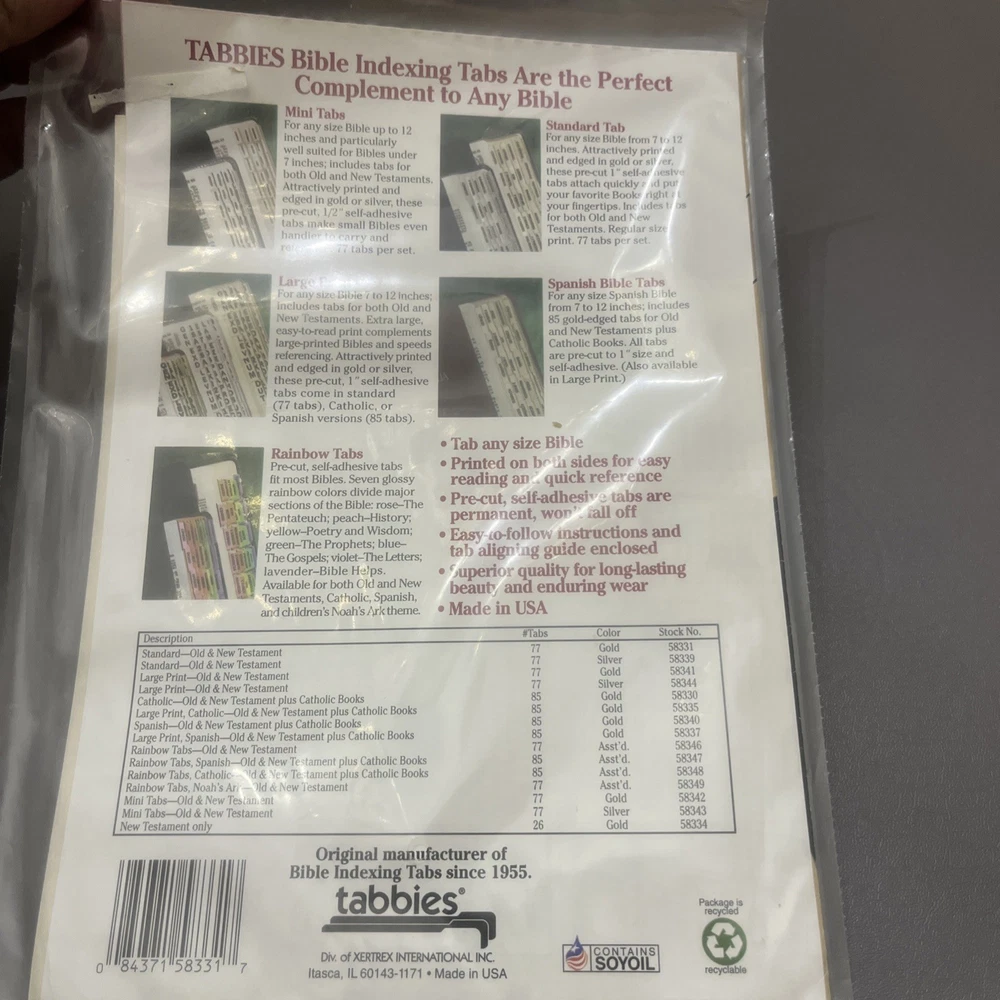 TABBIES Bible Indexing Tabs Are the Perfect
Complement to Any Bible
Mini Tabs
For any size Bible up to 12
inches and particularly
well suited for Bibles under
7 inches; includes tabs for
both Old and New Testaments.
Attractively printed and
edged in gold or silver, these
pre-cut, 1/2" self-adhesive
tabs make small Bibles even
handier to carry and
77 tabs per set.
Standard Tab
For any size Bible from 7 to 12
inches. Attractively printed
and edged in gold or silver,
these pre-cut 1" self-adhesive
tabs attach quickly and put
your favorite Books right at
your fingertips. Includes tabs
for both Old and New
Testaments. Regular size
print. 77 tabs per set.
Large
For any size Bible 7 to 12 inches;
includes tabs for both Old and
New Testaments. Extra large,
easy-to-read print complements
large-printed Bibles and speeds
referencing. Attractively printed
and edged in gold or silver,
these pre-cut, 1" self-adhesive
tabs come in standard
(77 tabs), Catholic, or
Spanish versions (85 tabs).
Spanish Bible Tabs
For any size Spanish Bible
from 7 to 12 inches; includes
85 gold-edged tabs for Old
and New Testaments plus
Catholic Books. All tabs
are pre-cut to 1" size and
self-adhesive. (Also available
in Large Print.)
Rainbow Tabs
Pre-cut, self-adhesive tabs
fit most Bibles. Seven glossy
rainbow colors divide major
sections of the Bible: rose–The
Pentateuch; peach–History;
yellow–Poetry and Wisdom;
green–The Prophets; blue–
The Gospels; violet–The Letters;
lavender–Bible Helps.
Available for both Old and New
Testaments, Catholic, Spanish,
and children's Noah's Ark theme.
• Tab any size Bible
• Printed on both sides for easy
reading and quick reference
• Pre-cut, self-adhesive tabs are
permanent, won't fall off
• Easy-to-follow instructions and
tab aligning guide enclosed
• Superior quality for long-lasting
beauty and enduring wear
• Made in USA
Description #Tabs Color Stock No.
Standard—Old & New Testament 77 Gold 58331
Standard—Old & New Testament 77 Silver 58339
Large Print—Old & New Testament 77 Gold 58341
Large Print—Old & New Testament 77 Silver 58344
Catholic—Old & New Testament plus Catholic Books 85 Gold 58330
Large Print, Catholic—Old & New Testament plus Catholic Books 85 Gold 58335
Spanish—Old & New Testament plus Catholic Books 85 Gold 58340
Large Print, Spanish—Old & New Testament plus Catholic Books 85 Gold 58337
Rainbow Tabs—Old & New Testament 77 Asst'd. 58346
Rainbow Tabs, Spanish—Old & New Testament plus Catholic Books 85 Asst'd. 58347
Rainbow Tabs, Catholic—Old & New Testament plus Catholic Books 85 Asst'd. 58348
Rainbow Tabs, Noah's Ark—Old & New Testament 77 Asst'd. 58349
Mini Tabs—Old & New Testament 77 Gold 58342
Mini Tabs—Old & New Testament 77 Silver 58343
New Testament only 26 Gold 58334
Original manufacturer of
Bible Indexing Tabs since 1955.
tabbies®
Div. of XERTREX INTERNATIONAL INC.
Itasca, IL 60143-1171 • Made in USA
0 84371 58331 7
CONTAINS
SOYOIL
Package is
recycled
recyclable